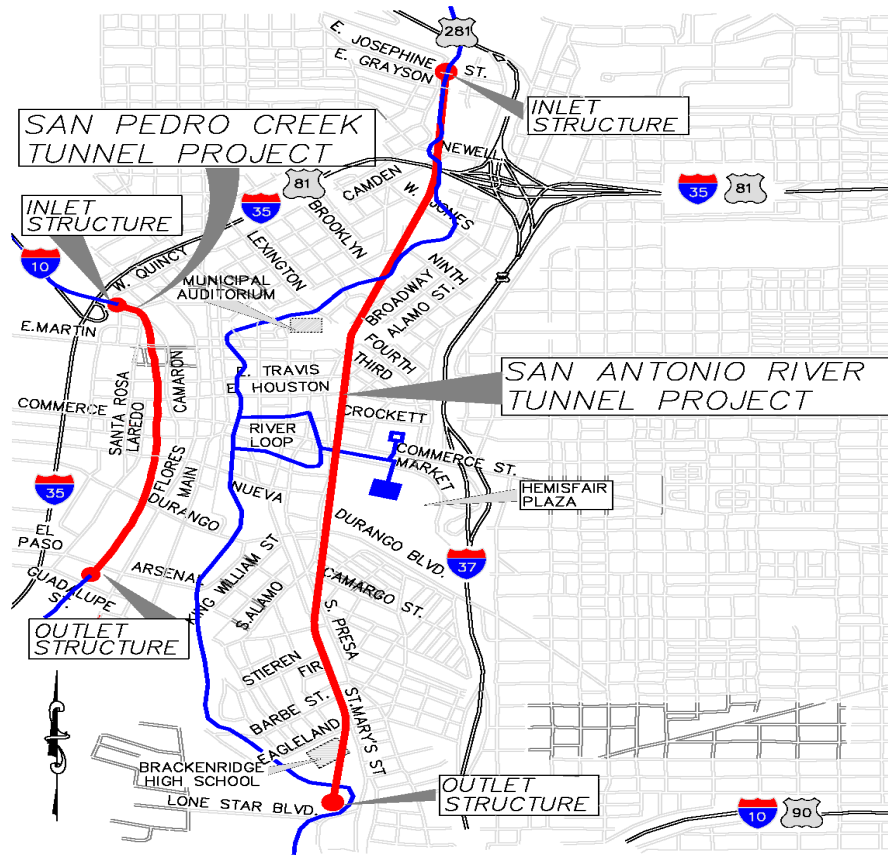 281
E. JOSEPHINE ST.
E. GRAYSON
INLET
STRUCTURE
SAN PEDRO CREEK
TUNNEL PROJECT
NEWELL
81
35
CAMDEN
W. JONES
35
81
INLET
STRUCTURE
BROOKLYN
LEXINGTON
10
W. QUINCY
MUNICIPAL
AUDITORIUM
NINTH
BROADWAY
ALAMO ST.
E.MARTIN
FOURTH
THIRD
E. TRAVIS
E. HOUSTON
SAN ANTONIO RIVER
TUNNEL PROJECT
CAMARON
SANTA ROSA
LAREDO
COMMERCE
CROCKETT
RIVER
LOOP
COMMERCE ST.
MARKET
FLORES
MAIN
35
NUEVA
HEMISFAIR
PLAZA
DURANGO
DURANGO BLVD.
EL
PASO
GUADALUPE
ST.
ARSENAL
KING WILLIAM ST
S.ALAMO
CAMARGO ST.
37
OUTLET
STRUCTURE
S. PRESA
STIEREN
FIR
ST.MARY'S ST
BARBE ST.
EAGLELAND
BRACKENRIDGE
HIGH SCHOOL
LONE STAR BLVD.
OUTLET
STRUCTURE
10
90